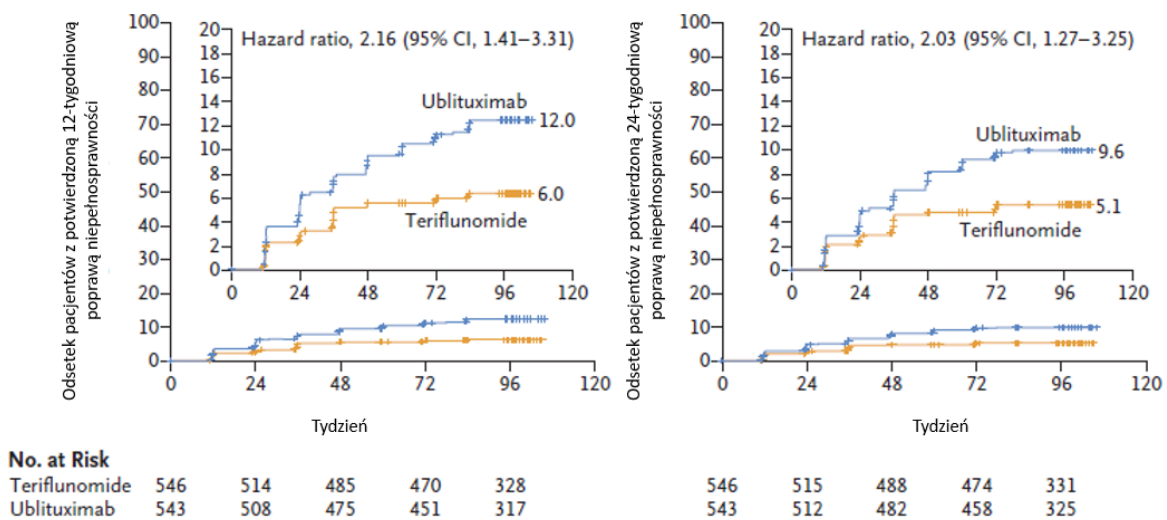 Odsetek pacjentów z potwierdzoną 12-tygodniową
poprawą niepełnosprawności
100
90
80
70
60
50
40
30
20
10
0
20
18
16
14
12
10
8
6
4
2
0
Hazard ratio, 2.16 (95% CI, 1.41–3.31)
Ublituximab
12.0
6.0
Teriflunomide
0 24 48 72 96 120
0 24 48 72 96 120
Tydzień
Odsetek pacjentów z potwierdzoną 24-tygodniową
poprawą niepełnosprawności
100
90
80
70
60
50
40
30
20
10
0
20
18
16
14
12
10
8
6
4
2
0
Hazard ratio, 2.03 (95% CI, 1.27–3.25)
Ublituximab
9.6
5.1
Teriflunomide
0 24 48 72 96 120
0 24 48 72 96 120
Tydzień
No. at Risk
Teriflunomide 546 514 485 470 328 546 515 488 474 331
Ublituximab 543 508 475 451 317 543 512 482 458 325